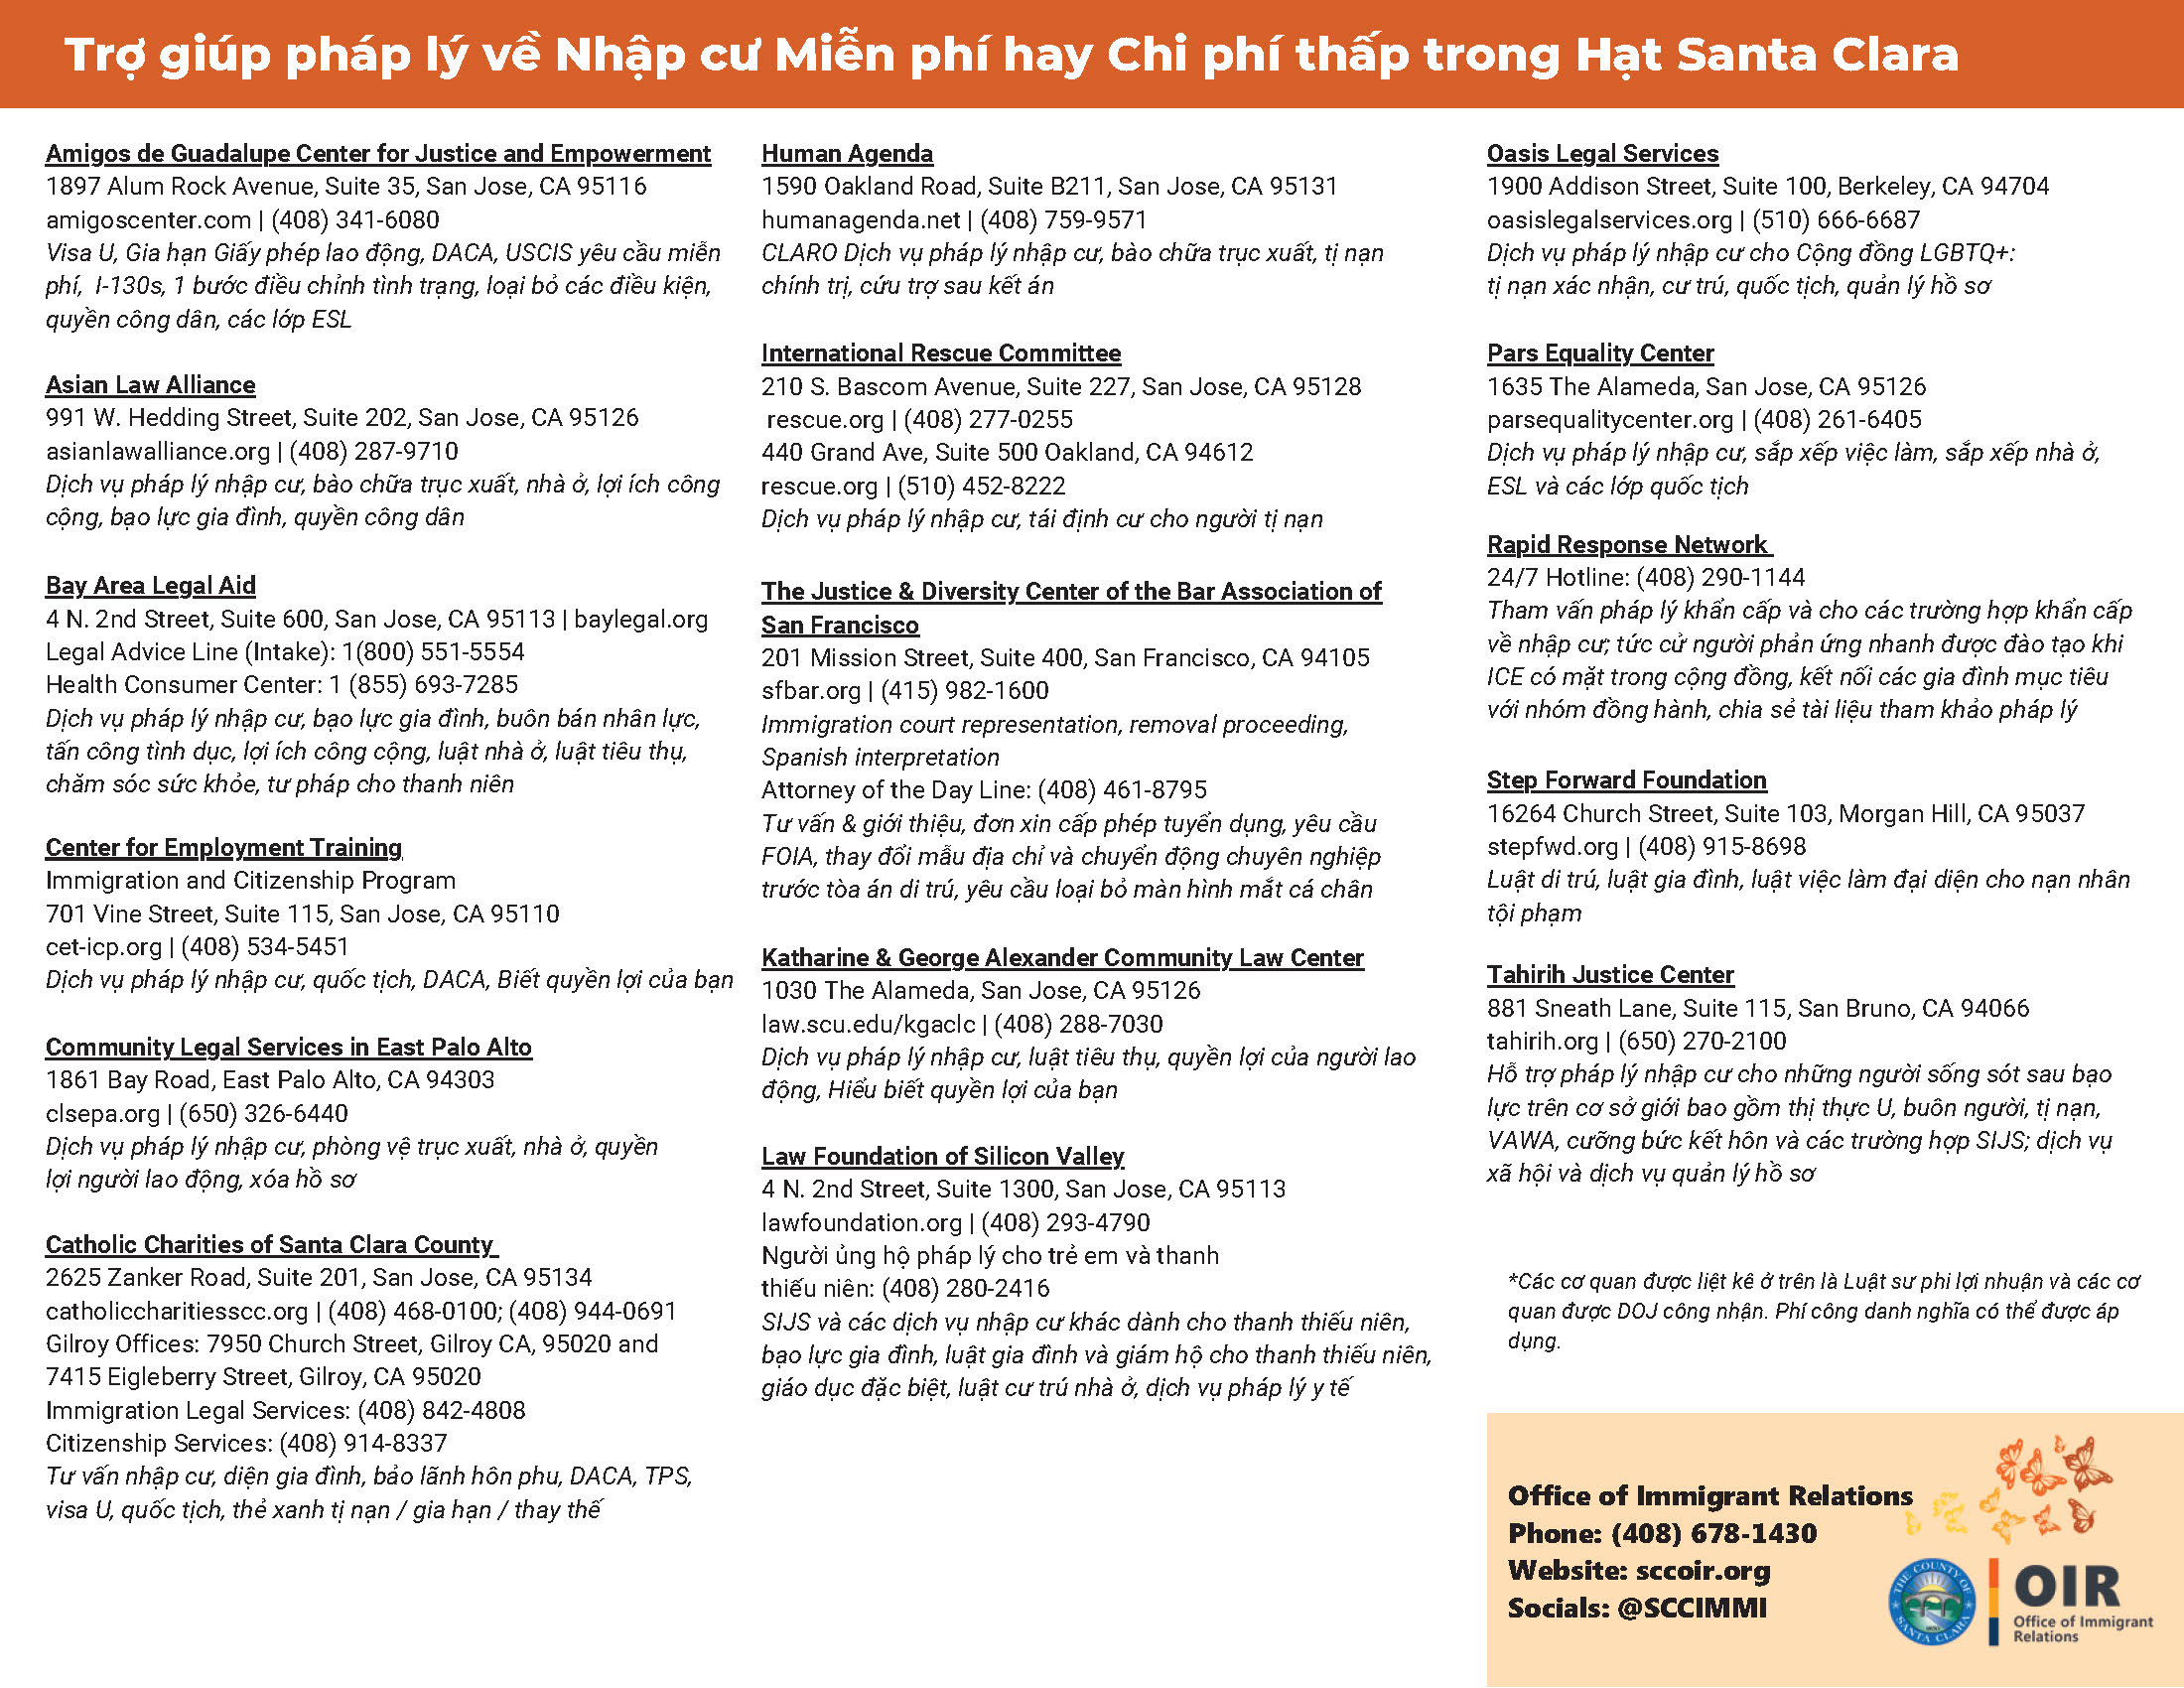 Trợ giúp pháp lý về Nhập cư Miễn phí hay Chi phí thấp trong Hạt Santa Clara
Amigos de Guadalupe Center for Justice and Empowerment
1897 Alum Rock Avenue, Suite 35, San Jose, CA 95116
amigoscenter.com | (408) 341-6080
Visa U, Gia hạn Giấy phép lao động, DACA, USCIS yêu cầu miễn
phí, I-130s, 1 bước điều chỉnh tình trạng, loại bỏ các điều kiện,
quyền công dân, các lớp ESL
Asian Law Alliance
991 W. Hedding Street, Suite 202, San Jose, CA 95126
asianlawalliance.org | (408) 287-9710
Dịch vụ pháp lý nhập cư, bào chữa trục xuất, nhà ở, lợi ích công
cộng, bạo lực gia đình, quyền công dân
Bay Area Legal Aid
4 N. 2nd Street, Suite 600, San Jose, CA 95113 | baylegal.org
Legal Advice Line (Intake): 1(800) 551-5554
Health Consumer Center: 1 (855) 693-7285
Dịch vụ pháp lý nhập cư, bạo lực gia đình, buôn bán nhân lực,
tấn công tình dục, lợi ích công cộng, luật nhà ở, luật tiêu thụ,
chăm sóc sức khỏe, tư pháp cho thanh niên
Center for Employment Training
Immigration and Citizenship Program
701 Vine Street, Suite 115, San Jose, CA 95110
cet-icp.org | (408) 534-5451
Dịch vụ pháp lý nhập cư, quốc tịch, DACA, Biết quyền lợi của bạn
Community Legal Services in East Palo Alto
1861 Bay Road, East Palo Alto, CA 94303
clsepa.org | (650) 326-6440
Dịch vụ pháp lý nhập cư, phòng vệ trục xuất, nhà ở, quyền
lợi người lao động, xóa hồ sơ
Catholic Charities of Santa Clara County
2625 Zanker Road, Suite 201, San Jose, CA 95134
catholiccharitiesscc.org | (408) 468-0100; (408) 944-0691
Gilroy Offices: 7950 Church Street, Gilroy CA, 95020 and
7415 Eigleberry Street, Gilroy, CA 95020
Immigration Legal Services: (408) 842-4808
Citizenship Services: (408) 914-8337
Tư vấn nhập cư, diện gia đình, bảo lãnh hôn phu, DACA, TPS,
visa U, quốc tịch, thẻ xanh tị nạn / gia hạn / thay thế
Human Agenda
1590 Oakland Road, Suite B211, San Jose, CA 95131
humanagenda.net | (408) 759-9571
CLARO Dịch vụ pháp lý nhập cư, bào chữa trục xuất, tị nạn
chính trị, cứu trợ sau kết án
International Rescue Committee
210 S. Bascom Avenue, Suite 227, San Jose, CA 95128
rescue.org | (408) 277-0255
440 Grand Ave, Suite 500 Oakland, CA 94612
rescue.org | (510) 452-8222
Dịch vụ pháp lý nhập cư, tái định cư cho người tị nạn
The Justice & Diversity Center of the Bar Association of
San Francisco
201 Mission Street, Suite 400, San Francisco, CA 94105
sfbar.org | (415) 982-1600
Immigration court representation, removal proceeding,
Spanish interpretation
Attorney of the Day Line: (408) 461-8795
Tư vấn & giới thiệu, đơn xin cấp phép tuyển dụng, yêu cầu
FOIA, thay đổi mẫu địa chỉ và chuyển động chuyên nghiệp
trước tòa án di trú, yêu cầu loại bỏ màn hình mắt cá chân
Katharine & George Alexander Community Law Center
1030 The Alameda, San Jose, CA 95126
law.scu.edu/kgaclc | (408) 288-7030
Dịch vụ pháp lý nhập cư, luật tiêu thụ, quyền lợi của người lao
động, Hiểu biết quyền lợi của bạn
Law Foundation of Silicon Valley
4 N. 2nd Street, Suite 1300, San Jose, CA 95113
lawfoundation.org | (408) 293-4790
Người ủng hộ pháp lý cho trẻ em và thanh
thiếu niên: (408) 280-2416
SIJS và các dịch vụ nhập cư khác dành cho thanh thiếu niên,
bạo lực gia đình, luật gia đình và giám hộ cho thanh thiếu niên,
giáo dục đặc biệt, luật cư trú nhà ở, dịch vụ pháp lý y tế
Oasis Legal Services
1900 Addison Street, Suite 100, Berkeley, CA 94704
oasislegalservices.org | (510) 666-6687
Dịch vụ pháp lý nhập cư cho Cộng đồng LGBTQ+:
tị nạn xác nhận, cư trú, quốc tịch, quản lý hồ sơ
Pars Equality Center
1635 The Alameda, San Jose, CA 95126
parsequalitycenter.org | (408) 261-6405
Dịch vụ pháp lý nhập cư, sắp xếp việc làm, sắp xếp nhà ở,
ESL và các lớp quốc tịch
Rapid Response Network
24/7 Hotline: (408) 290-1144
Tham vấn pháp lý khẩn cấp và cho các trường hợp khẩn cấp
về nhập cư; tức cử người phản ứng nhanh được đào tạo khi
ICE có mặt trong cộng đồng, kết nối các gia đình mục tiêu
với nhóm đồng hành, chia sẻ tài liệu tham khảo pháp lý
Step Forward Foundation
16264 Church Street, Suite 103, Morgan Hill, CA 95037
stepfwd.org | (408) 915-8698
Luật di trú, luật gia đình, luật việc làm đại diện cho nạn nhân
tội phạm
Tahirih Justice Center
881 Sneath Lane, Suite 115, San Bruno, CA 94066
tahirih.org | (650) 270-2100
Hỗ trợ pháp lý nhập cư cho những người sống sót sau bạo
lực trên cơ sở giới bao gồm thị thực U, buôn người, tị nạn,
VAWA, cưỡng bức kết hôn và các trường hợp SIJS; dịch vụ
xã hội và dịch vụ quản lý hồ sơ
*Các cơ quan được liệt kê ở trên là Luật sư phi lợi nhuận và các cơ
quan được DOJ công nhận. Phí công danh nghĩa có thể được áp
dụng.
Office of Immigrant Relations
Phone: (408) 678-1430
Website: sccoir.org
Socials: @SCCIMMI
THE COUNTY OF
SANTA CLARA
OIR
Office of Immigrant
Relations